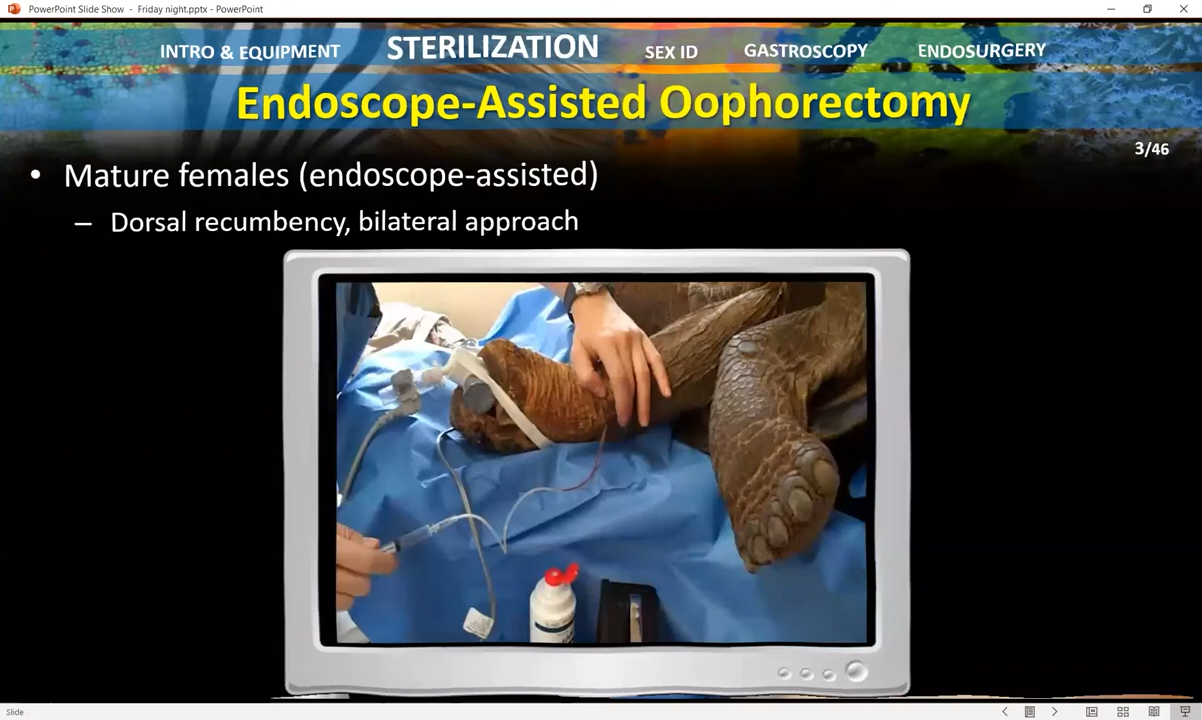 PowerPoint Slide Show - Friday night.pptx - PowerPoint
INTRO & EQUIPMENT STERILIZATION SEX ID GASTROSCOPY ENDOSURGERY
Endoscope-Assisted Oophorectomy
3/46
• Mature females (endoscope-assisted)
– Dorsal recumbency, bilateral approach
Slide